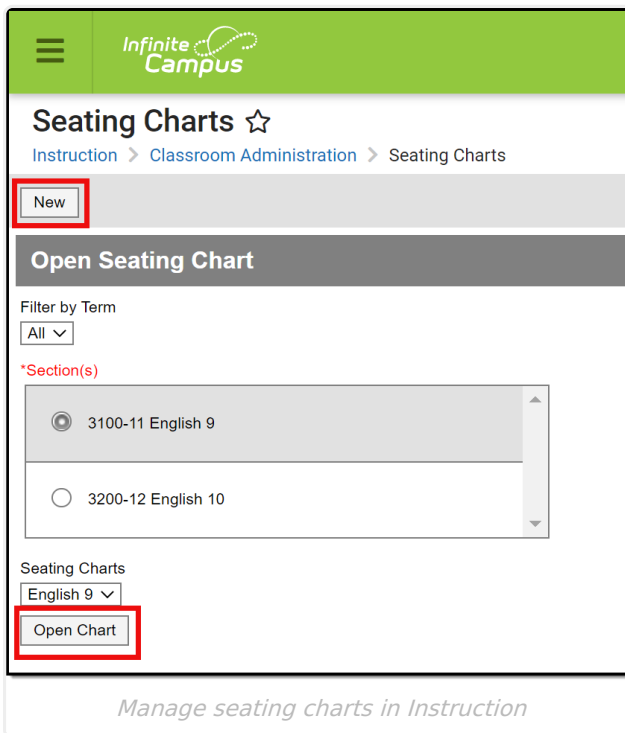 Infinite
Campus
Seating Charts
Instruction > Classroom Administration > Seating Charts
New
Open Seating Chart
Filter by Term
All
*Section(s)
3100-11 English 9
3200-12 English 10
Seating Charts
English 9
Open Chart
Manage seating charts in Instruction